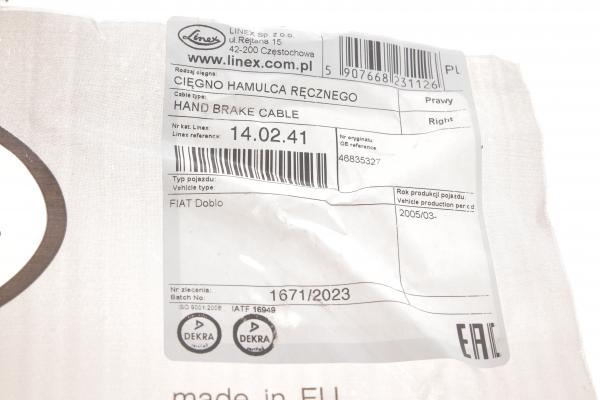 Linex
LINEX Sp. z o.o.
ul.Rejtana 15
42-200 Częstochowa
www.linex.com.pl
5 907668 231126
PL
Rodzaj cięgna:
CIĘGNO HAMULCA RĘCZNEGO
Prawy
Cable type:
HAND BRAKE CABLE
Right
Nr kat. Linex:
Linex reference:
14.02.41
Nr oryginału:
OE reference
46835327
Typ pojazdu:
Vehicle type:
FIAT Doblo
Rok produkcji pojazdu:
Vehicle production period
2005/03-
Nr zlecenia:
Batch No:
1671/2023
ISO 9001:2008
IATF 16949
DEKRA
DEKRA
EAC
made in EU